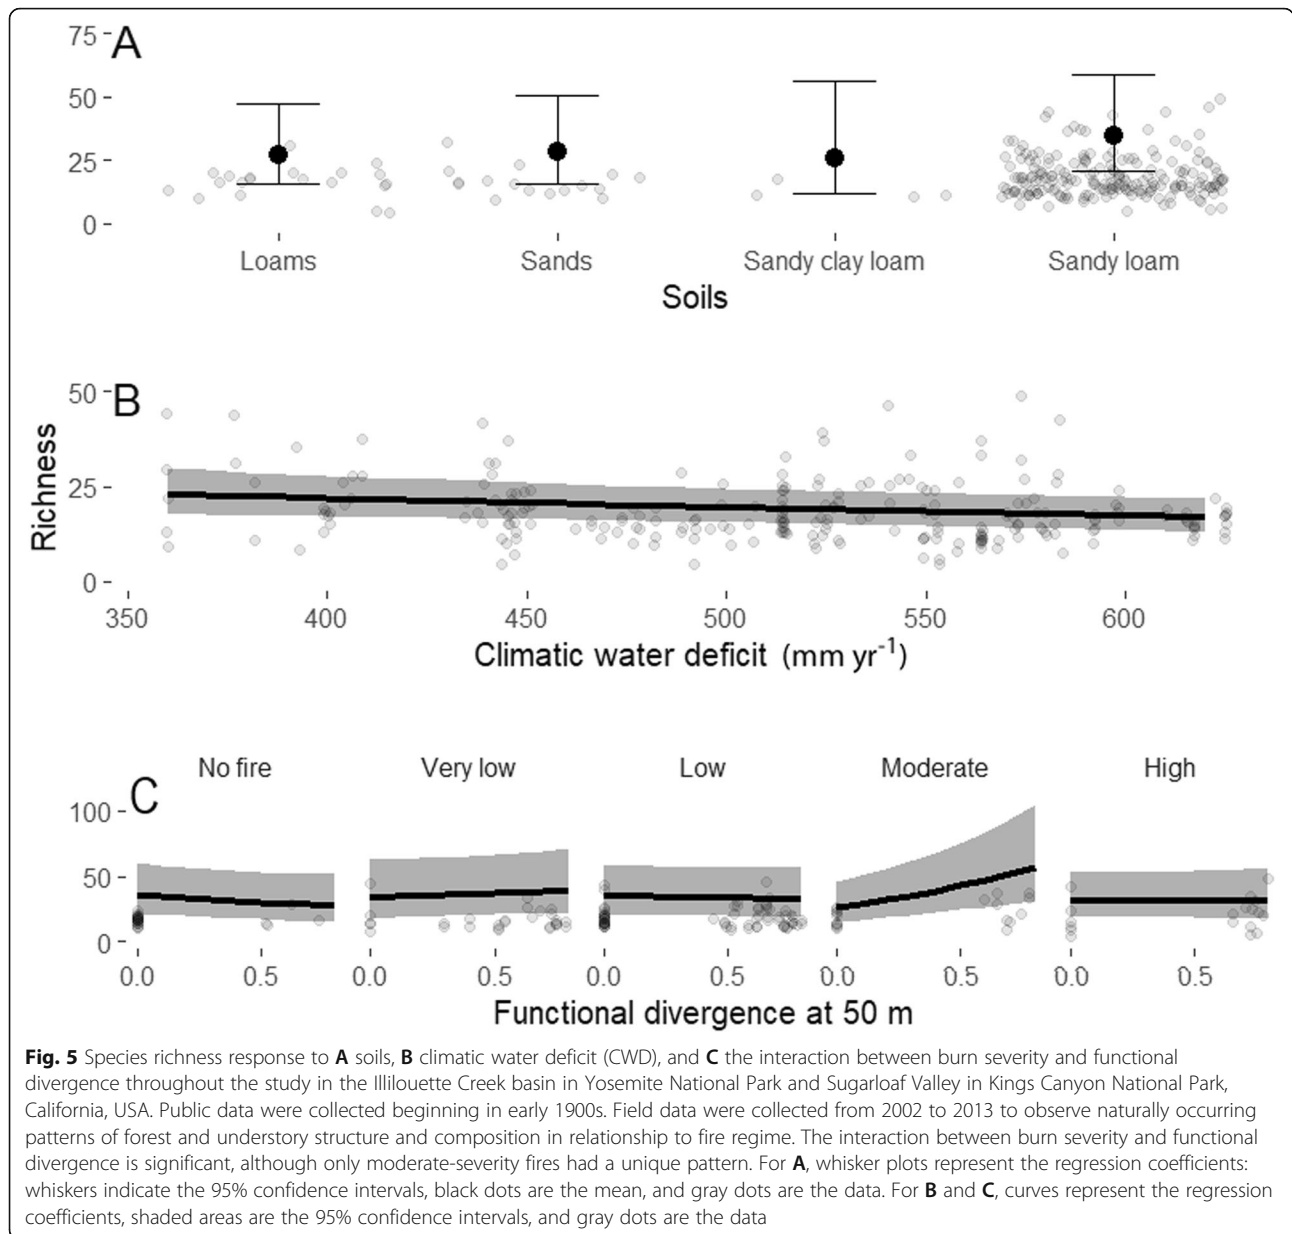 A
75
50
25
0
Loams Sands Sandy clay loam Sandy loam
Soils
Richness
B
50
25
0
350 400 450 500 550 600
Climatic water deficit (mm yr⁻¹)
No fire Very low Low Moderate High
C
100
50
0
0.0 0.5 0.0 0.5 0.0 0.5 0.0 0.5 0.0 0.5
Functional divergence at 50 m
Fig. 5 Species richness response to A soils, B climatic water deficit (CWD), and C the interaction between burn severity and functional
divergence throughout the study in the Illilouette Creek basin in Yosemite National Park and Sugarloaf Valley in Kings Canyon National Park,
California, USA. Public data were collected beginning in early 1900s. Field data were collected from 2002 to 2013 to observe naturally occurring
patterns of forest and understory structure and composition in relationship to fire regime. The interaction between burn severity and functional
divergence is significant, although only moderate-severity fires had a unique pattern. For A, whisker plots represent the regression coefficients:
whiskers indicate the 95% confidence intervals, black dots are the mean, and gray dots are the data. For B and C, curves represent the regression
coefficients, shaded areas are the 95% confidence intervals, and gray dots are the data